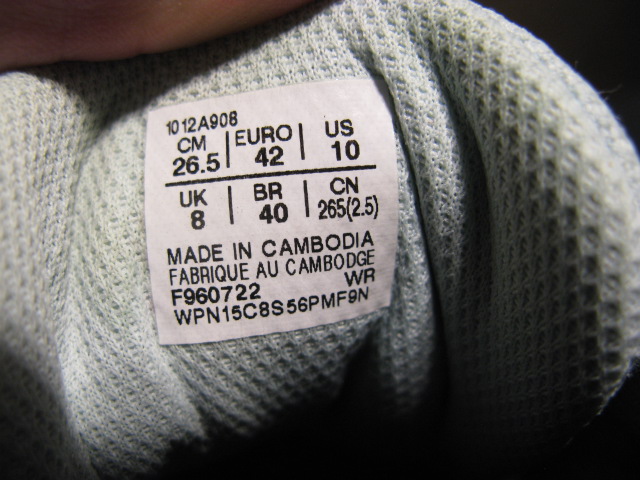 1012A908
CM 26.5 | EURO 42 | US 10
UK 8 | BR 40 | CN 265(2.5)
MADE IN CAMBODIA
FABRIQUE AU CAMBODGE
F960722 WR
WPN15C8S56PMF9N